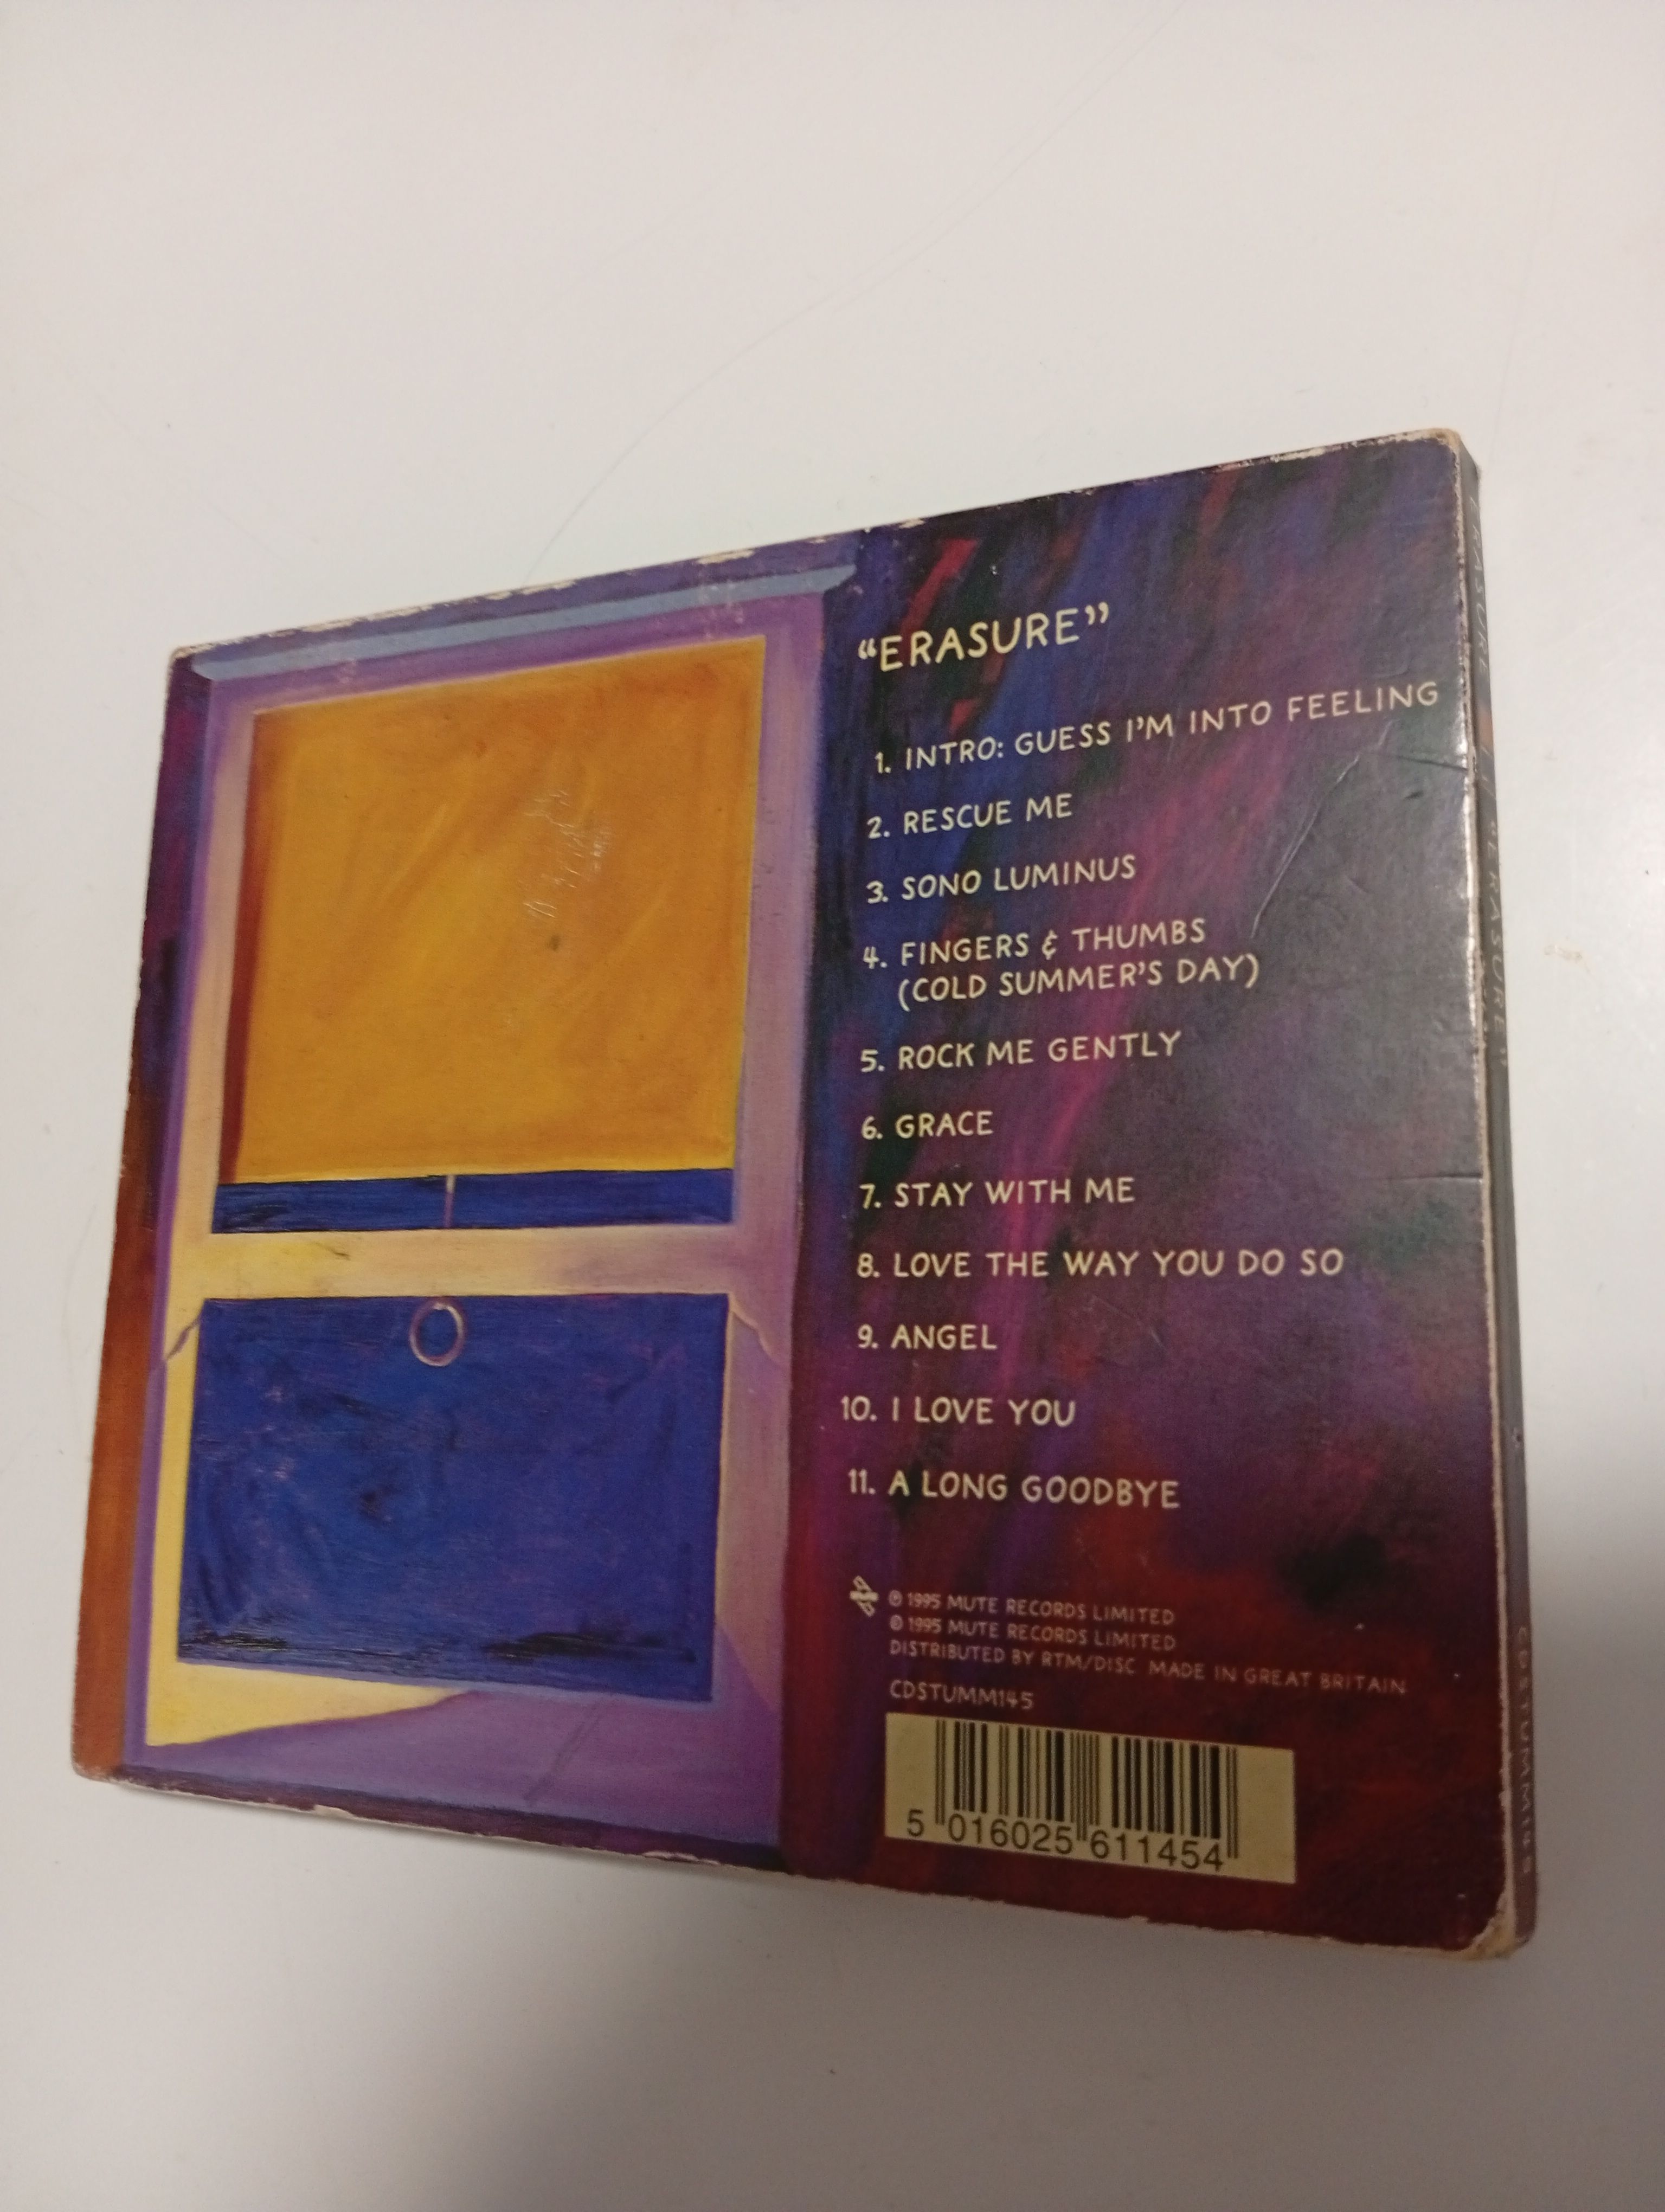 “ERASURE”
1. INTRO: GUESS I’M INTO FEELING
2. RESCUE ME
3. SONO LUMINUS
4. FINGERS & THUMBS
(COLD SUMMER’S DAY)
5. ROCK ME GENTLY
6. GRACE
7. STAY WITH ME
8. LOVE THE WAY YOU DO SO
9. ANGEL
10. I LOVE YOU
11. A LONG GOODBYE
℗ 1995 MUTE RECORDS LIMITED
© 1995 MUTE RECORDS LIMITED
DISTRIBUTED BY RTM/DISC MADE IN GREAT BRITAIN
CDSTUMM145
5 016025 611454
ERASURE “ERASURE” CDSTUMM145